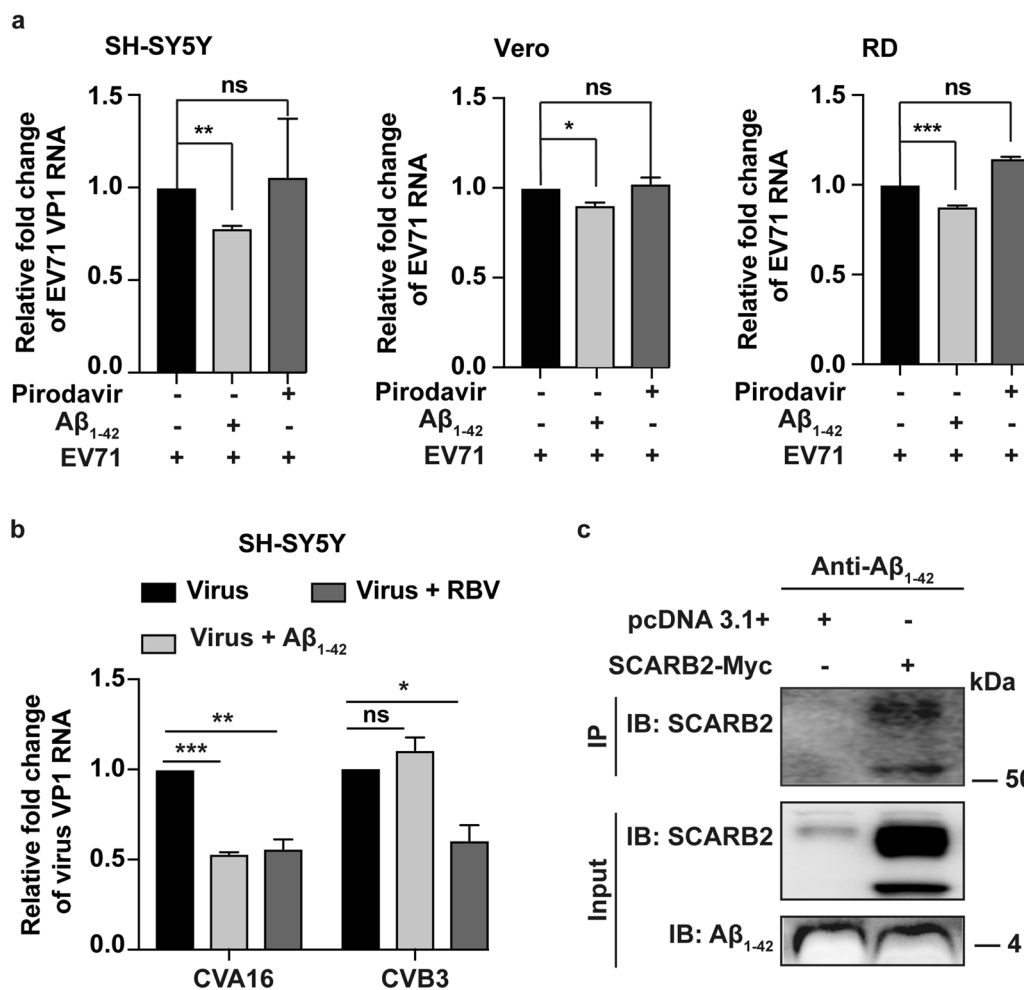 a
SH-SY5Y
Relative fold change
of EV71 VP1 RNA
1.5
1.0
0.5
0.0
ns
**
Pirodavir - - +
Aβ1-42 - + -
EV71 + + +
Vero
Relative fold change
of EV71 RNA
1.5
1.0
0.5
0.0
ns
*
Pirodavir - - +
Aβ1-42 - + -
EV71 + + +
RD
Relative fold change
of EV71 RNA
1.5
1.0
0.5
0.0
ns
***
Pirodavir - - +
Aβ1-42 - + -
EV71 + + +
b
SH-SY5Y
Virus
Virus + RBV
Virus + Aβ1-42
Relative fold change
of virus VP1 RNA
1.5
1.0
0.5
0.0
**
***
*
ns
CVA16
CVB3
c
Anti-Aβ1-42
pcDNA 3.1+ + -
SCARB2-Myc - +
kDa
IP
IB: SCARB2
— 50
Input
IB: SCARB2
IB: Aβ1-42
— 4